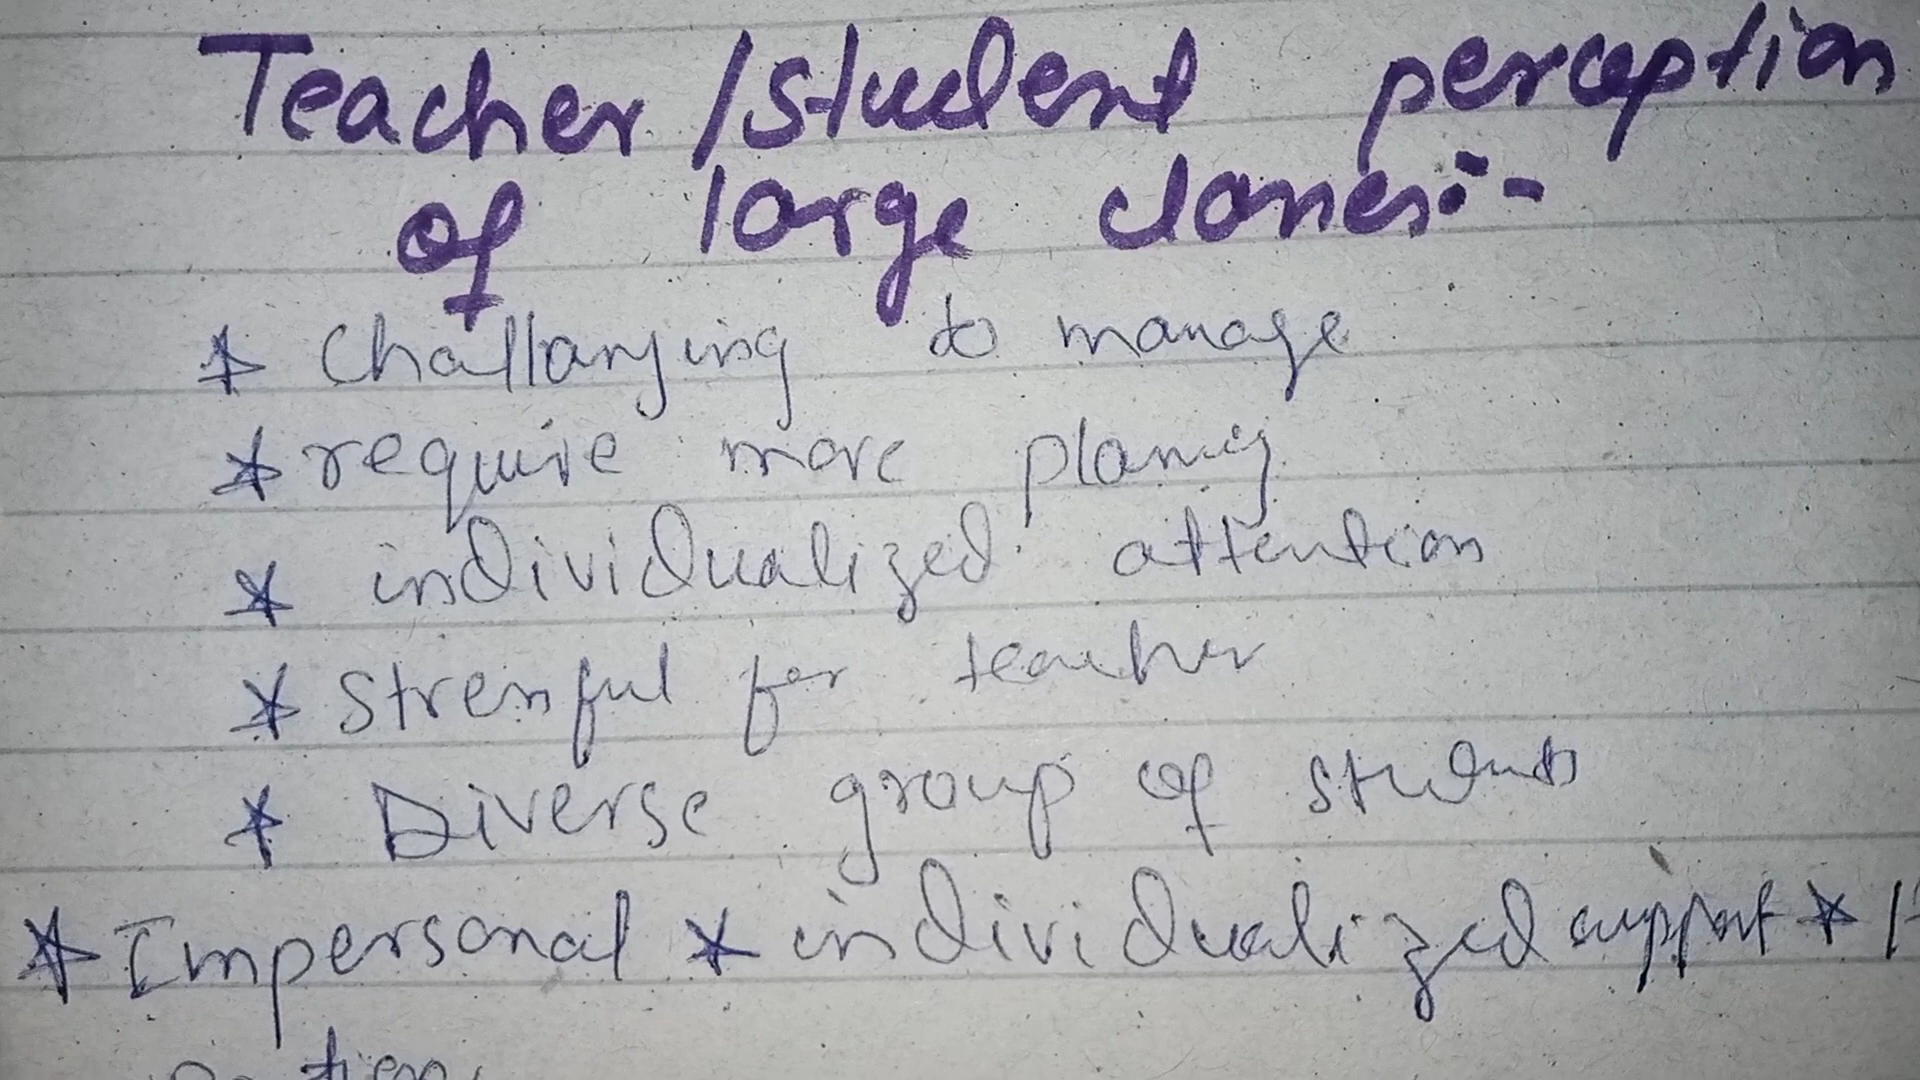 Teacher/student perception
of large classes:-
* Challanging to manage
* require more planing
* individualized attention
* Stressful for teacher
* Diverse group of students
* Impersonal * individualized support *